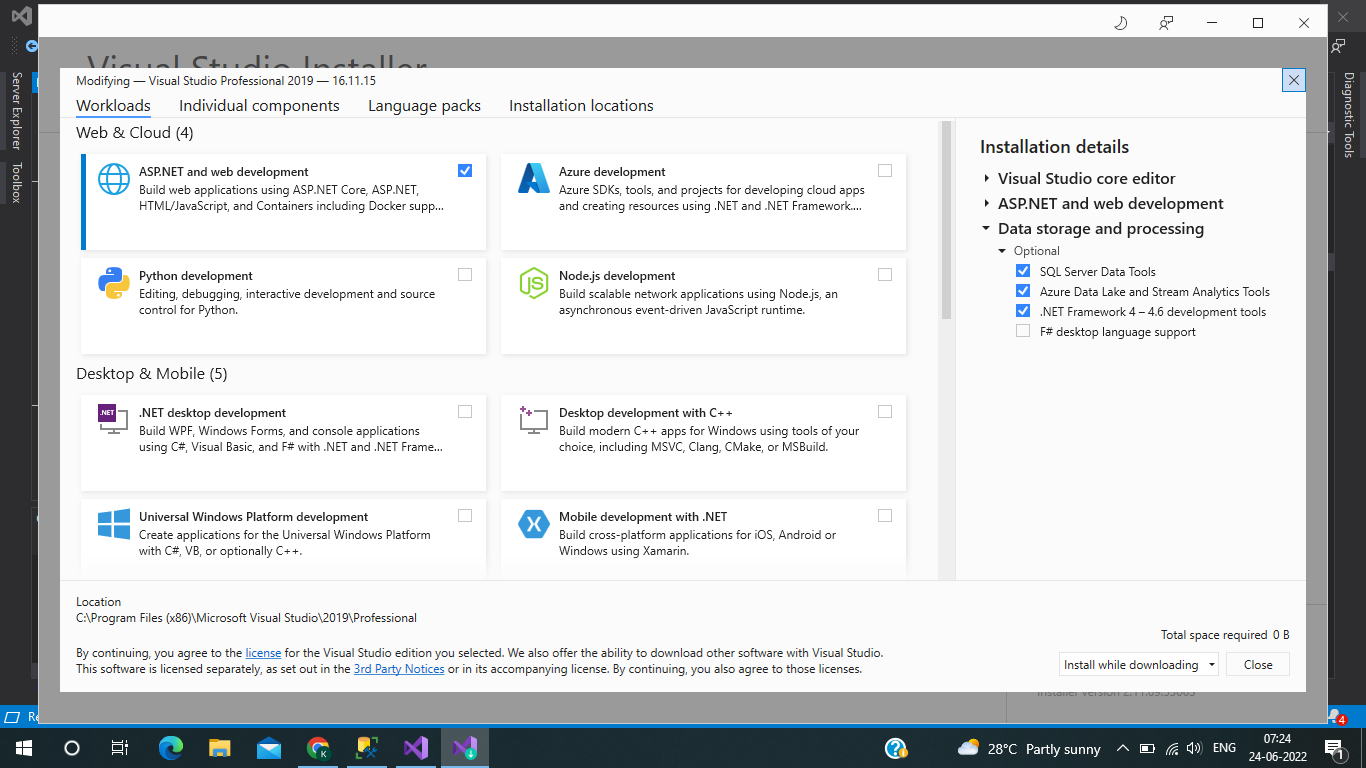 Visual Studio Installer
Modifying — Visual Studio Professional 2019 — 16.11.15
Workloads
Individual components
Language packs
Installation locations
Server Explorer
Toolbox
Diagnostic Tools
Web & Cloud (4)
ASP.NET and web development
Build web applications using ASP.NET Core, ASP.NET,
HTML/JavaScript, and Containers including Docker supp...
Azure development
Azure SDKs, tools, and projects for developing cloud apps
and creating resources using .NET and .NET Framework....
Python development
Editing, debugging, interactive development and source
control for Python.
Node.js development
Build scalable network applications using Node.js, an
asynchronous event-driven JavaScript runtime.
Desktop & Mobile (5)
.NET
.NET desktop development
Build WPF, Windows Forms, and console applications
using C#, Visual Basic, and F# with .NET and .NET Frame...
Desktop development with C++
Build modern C++ apps for Windows using tools of your
choice, including MSVC, Clang, CMake, or MSBuild.
Universal Windows Platform development
Create applications for the Universal Windows Platform
with C#, VB, or optionally C++.
Mobile development with .NET
Build cross-platform applications for iOS, Android or
Windows using Xamarin.
Installation details
Visual Studio core editor
ASP.NET and web development
Data storage and processing
Optional
SQL Server Data Tools
Azure Data Lake and Stream Analytics Tools
.NET Framework 4 – 4.6 development tools
F# desktop language support
Location
C:\Program Files (x86)\Microsoft Visual Studio\2019\Professional
Total space required 0 B
By continuing, you agree to the license for the Visual Studio edition you selected. We also offer the ability to download other software with Visual Studio.
This software is licensed separately, as set out in the 3rd Party Notices or in its accompanying license. By continuing, you also agree to those licenses.
Install while downloading
Close
4
28°C Partly sunny
ENG
07:24
24-06-2022
1